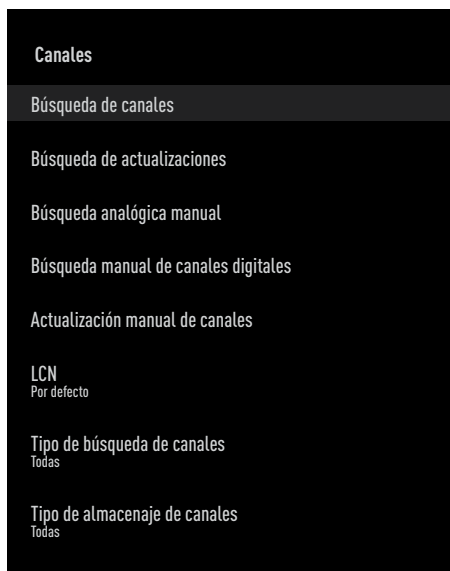 Canales
Búsqueda de canales
Búsqueda de actualizaciones
Búsqueda analógica manual
Búsqueda manual de canales digitales
Actualización manual de canales
LCN
Por defecto
Tipo de búsqueda de canales
Todas
Tipo de almacenaje de canales
Todas